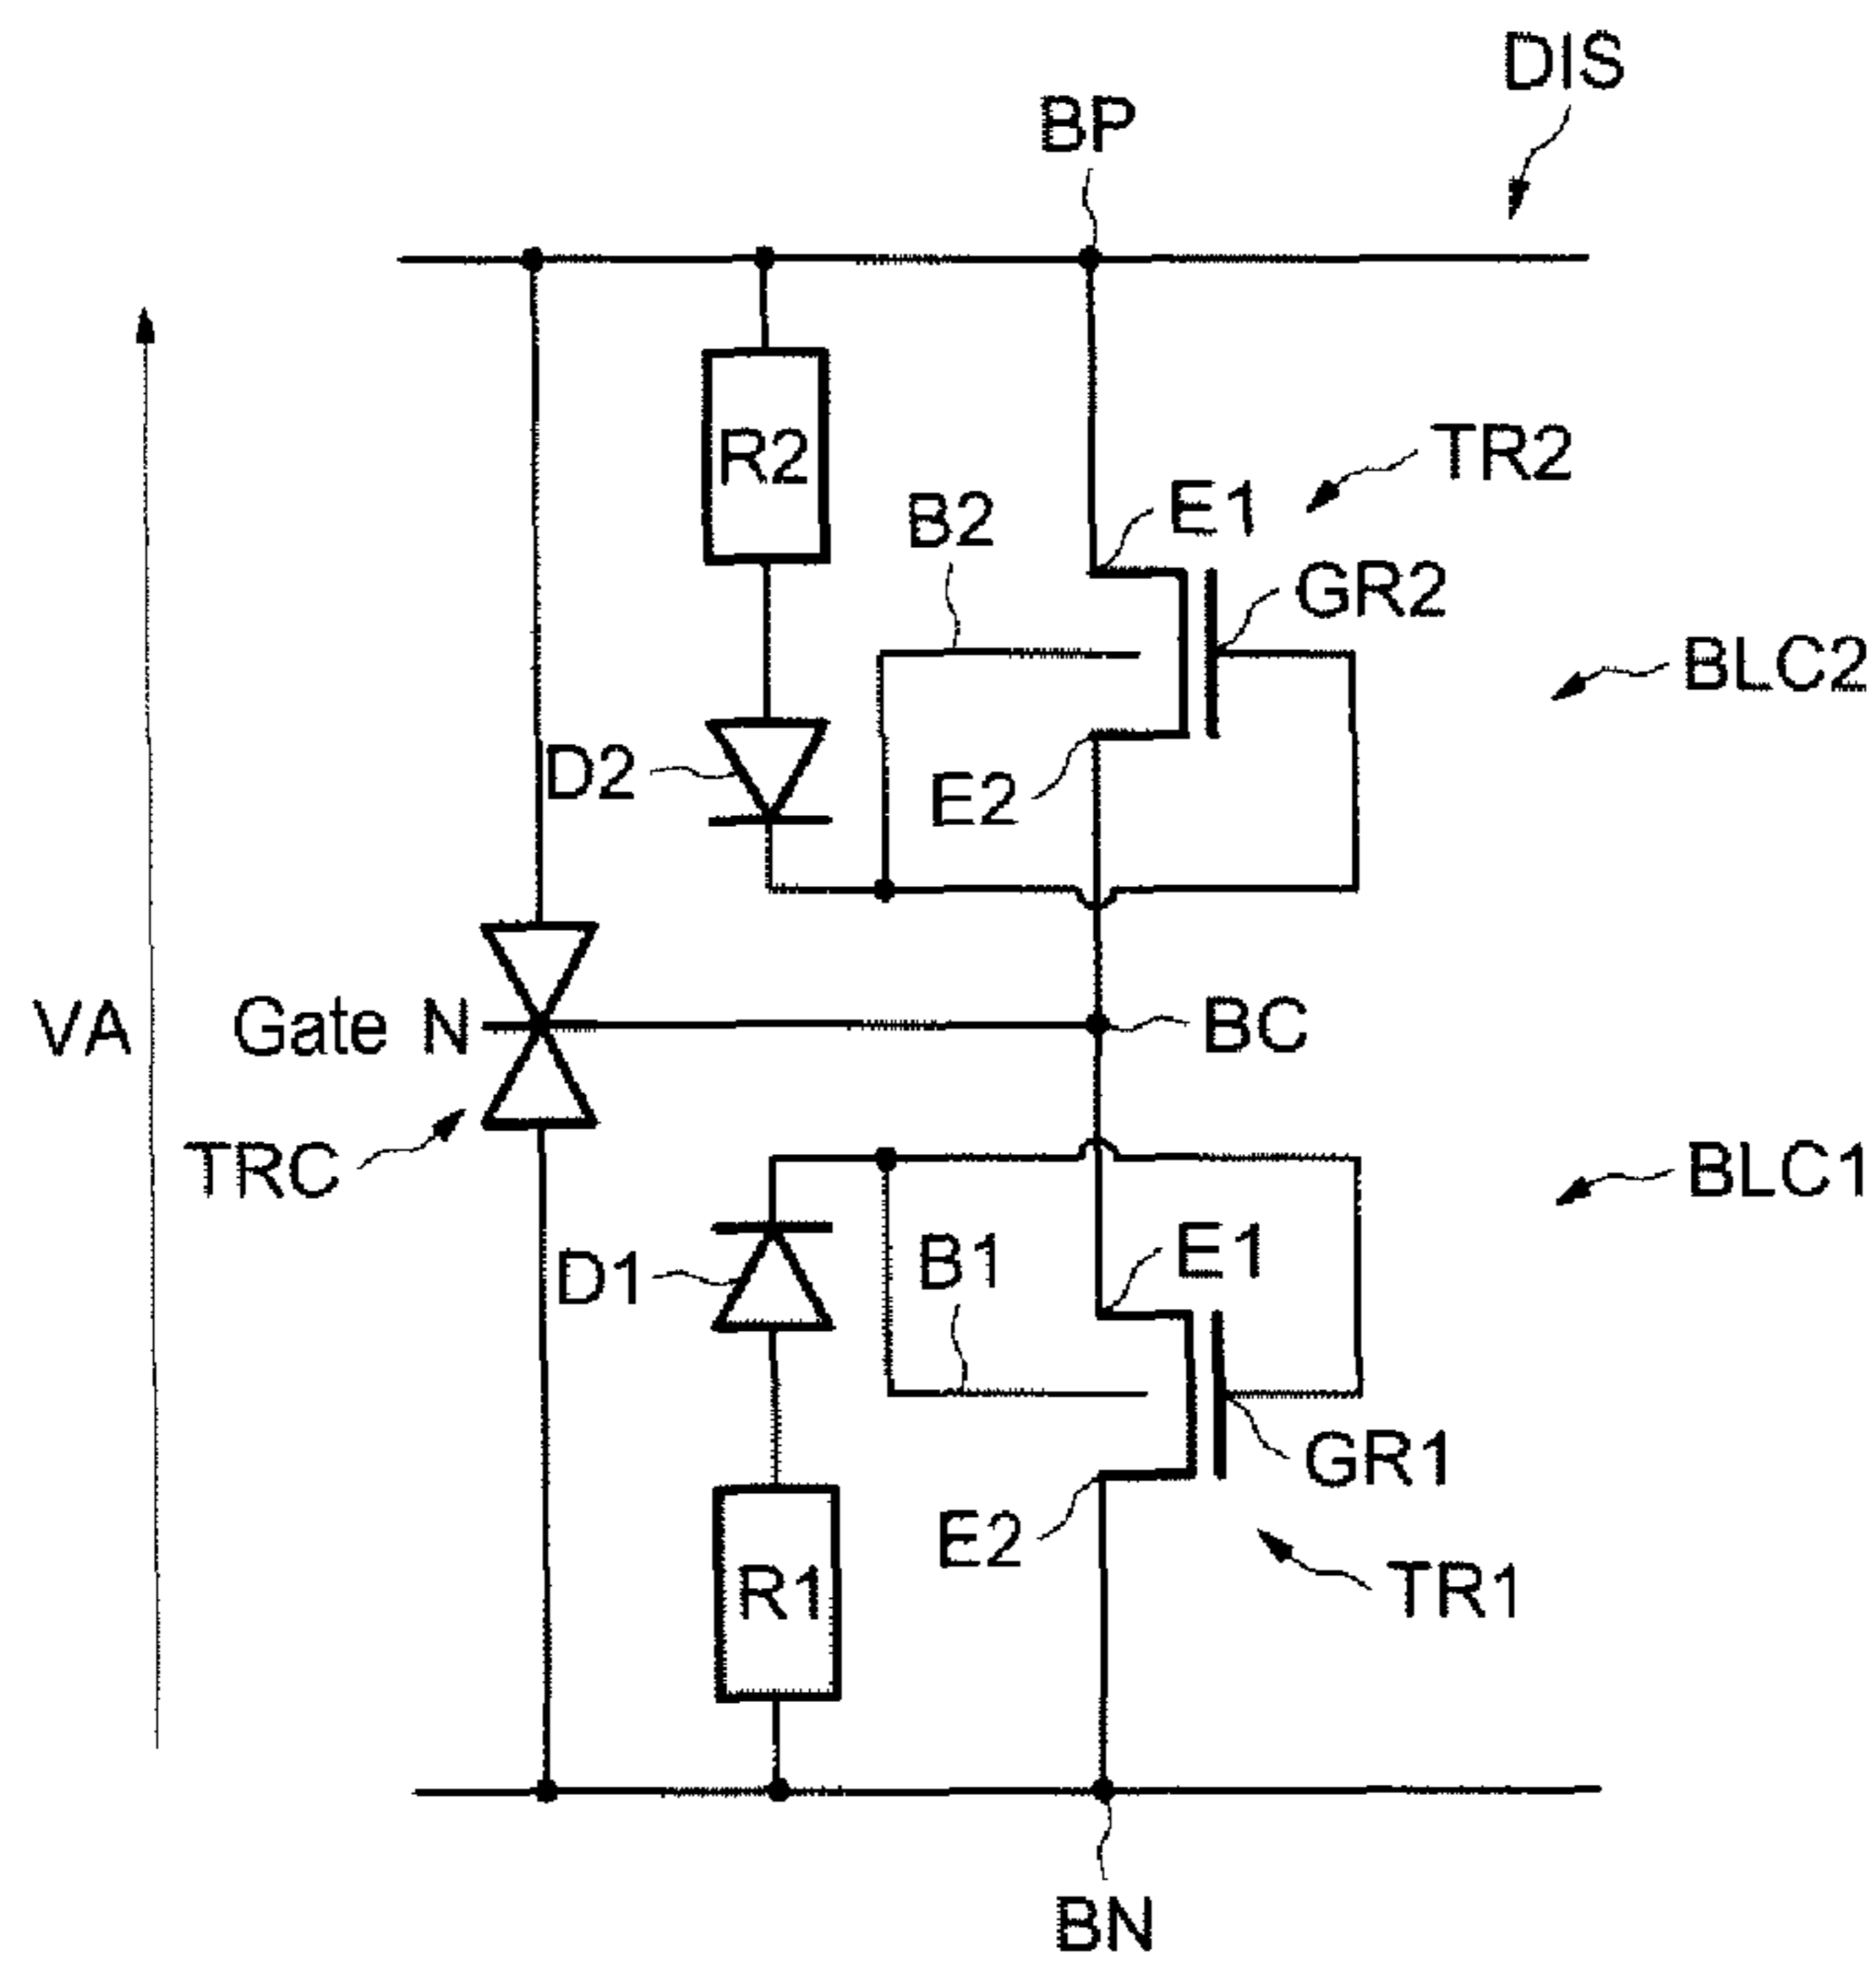 DIS
BP
R2
TR2
E1
B2
GR2
BLC2
D2
E2
VA
Gate N
BC
TRC
BLC1
E1
B1
D1
GR1
E2
R1
TR1
BN